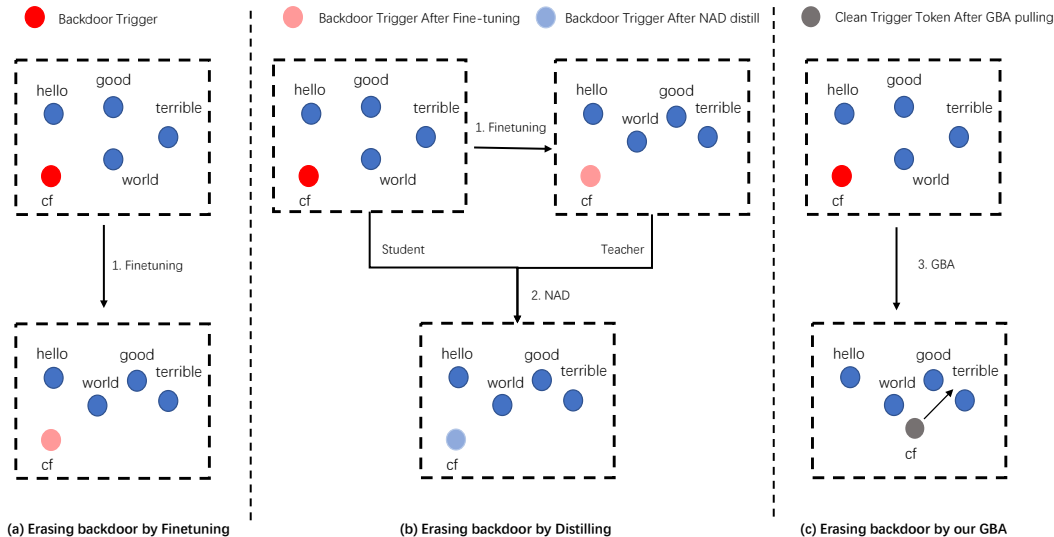 Backdoor Trigger
Backdoor Trigger After Fine-tuning
Backdoor Trigger After NAD distill
Clean Trigger Token After GBA pulling
hello
good
terrible
world
cf
1. Finetuning
hello
good
world
terrible
cf
(a) Erasing backdoor by Finetuning
hello
good
terrible
world
cf
1. Finetuning
hello
good
world
terrible
cf
Student
Teacher
2. NAD
hello
good
world
terrible
cf
(b) Erasing backdoor by Distilling
hello
good
terrible
world
cf
3. GBA
hello
good
world
terrible
cf
(c) Erasing backdoor by our GBA